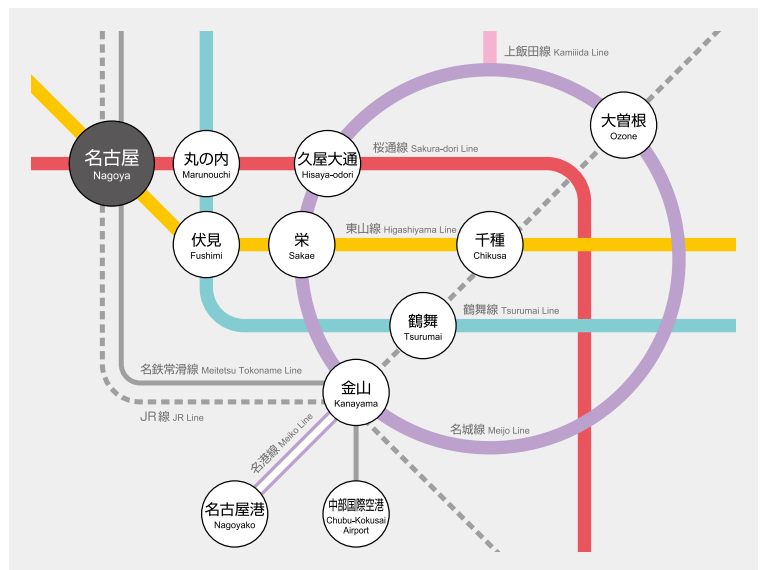 上飯田線 Kamiiida Line
大曽根
Ozone
名古屋
Nagoya
丸の内
Marunouchi
久屋大通
Hisaya-odori
桜通線 Sakura-dori Line
伏見
Fushimi
栄
Sakae
東山線 Higashiyama Line
千種
Chikusa
鶴舞
Tsurumai
鶴舞線 Tsurumai Line
名鉄常滑線 Meitetsu Tokoname Line
金山
Kanayama
JR線 JR Line
名港線 Meiko Line
名城線 Meijo Line
名古屋港
Nagoyako
中部国際空港
Chubu-Kokusai
Airport